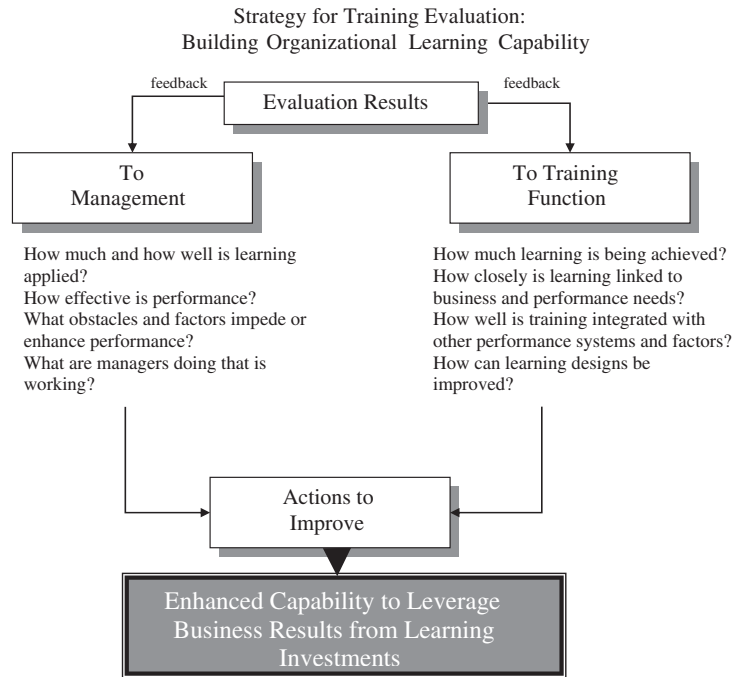 Strategy for Training Evaluation:
Building Organizational Learning Capability
feedback
Evaluation Results
feedback
To
Management
To Training
Function
How much and how well is learning
applied?
How effective is performance?
What obstacles and factors impede or
enhance performance?
What are managers doing that is
working?
How much learning is being achieved?
How closely is learning linked to
business and performance needs?
How well is training integrated with
other performance systems and factors?
How can learning designs be
improved?
Actions to
Improve
Enhanced Capability to Leverage
Business Results from Learning
Investments